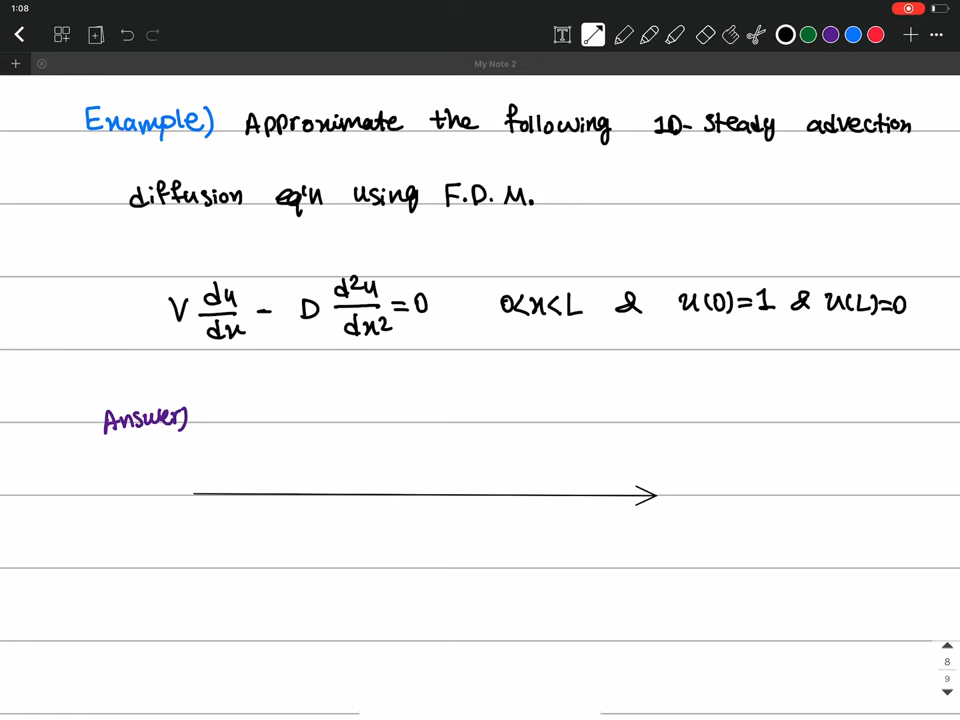 1:08
My Note 2
Example) Approximate the following 1D-steady advection
diffusion eq'n using F.D.M.
V du/dx - D d²u/dx² = 0 0<x<L & u(0)=1 & u(L)=0
Answer)
8
9